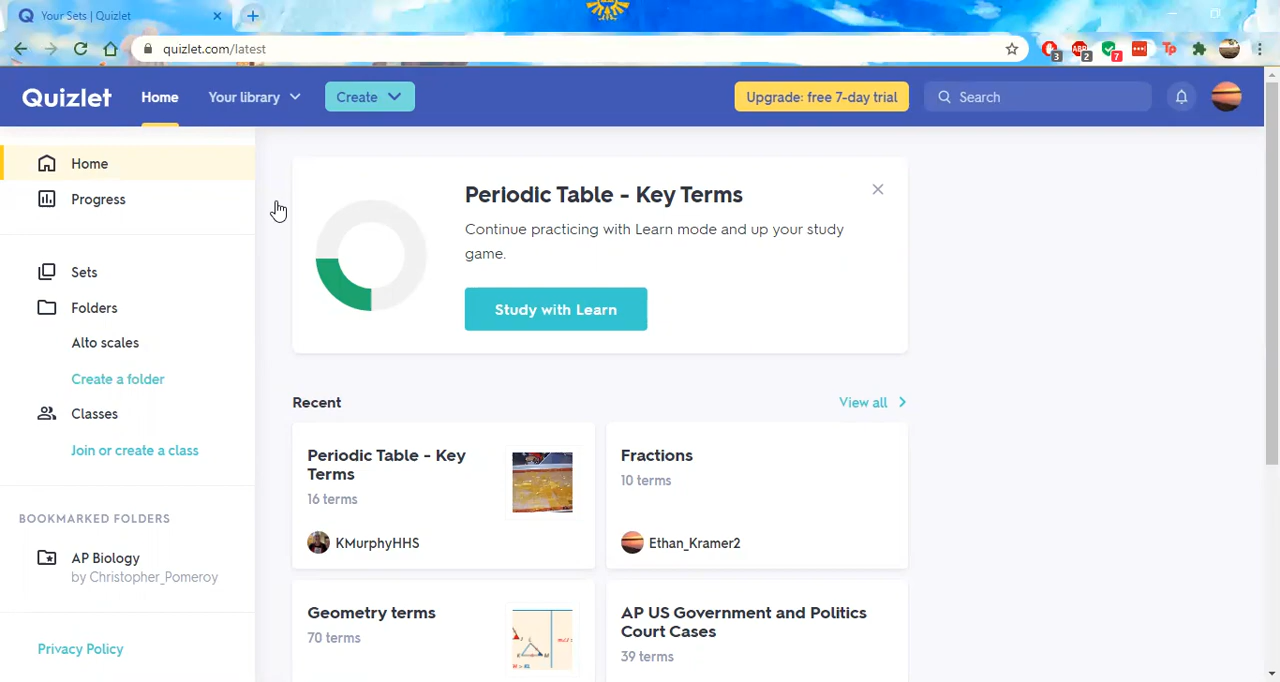 Your Sets | Quizlet
quizlet.com/latest
3
ABP
2
7
Quizlet
Home
Your library
Create
Upgrade: free 7-day trial
Search
Home
Progress
Sets
Folders
Alto scales
Create a folder
Classes
Join or create a class
BOOKMARKED FOLDERS
AP Biology
by Christopher_Pomeroy
Privacy Policy
Periodic Table - Key Terms
Continue practicing with Learn mode and up your study
game.
Study with Learn
Recent
View all
Periodic Table - Key
Terms
16 terms
KMurphyHHS
Fractions
10 terms
Ethan_Kramer2
Geometry terms
70 terms
AP US Government and Politics
Court Cases
39 terms